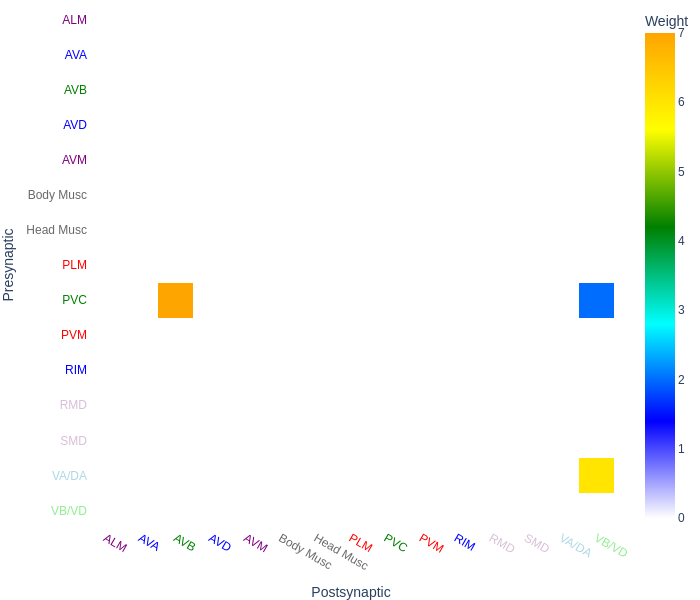 Weight
ALM
AVA
AVB
AVD
AVM
Body Musc
Head Musc
PLM
PVC
PVM
RIM
RMD
SMD
VA/DA
VB/VD
Presynaptic
7
6
5
4
3
2
1
0
ALM
AVA
AVB
AVD
AVM
Body Musc
Head Musc
PLM
PVC
PVM
RIM
RMD
SMD
VA/DA
VB/VD
Postsynaptic